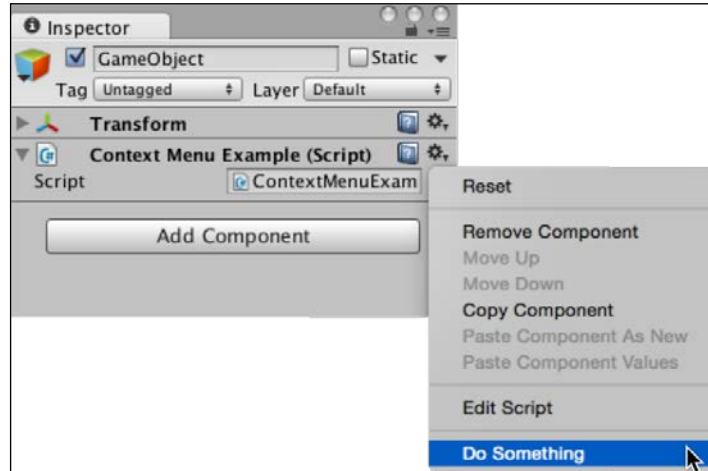 Inspector
GameObject
Static
Tag Untagged Layer Default
Transform
Context Menu Example (Script)
Script ContextMenuExam
Add Component
Reset
Remove Component
Move Up
Move Down
Copy Component
Paste Component As New
Paste Component Values
Edit Script
Do Something